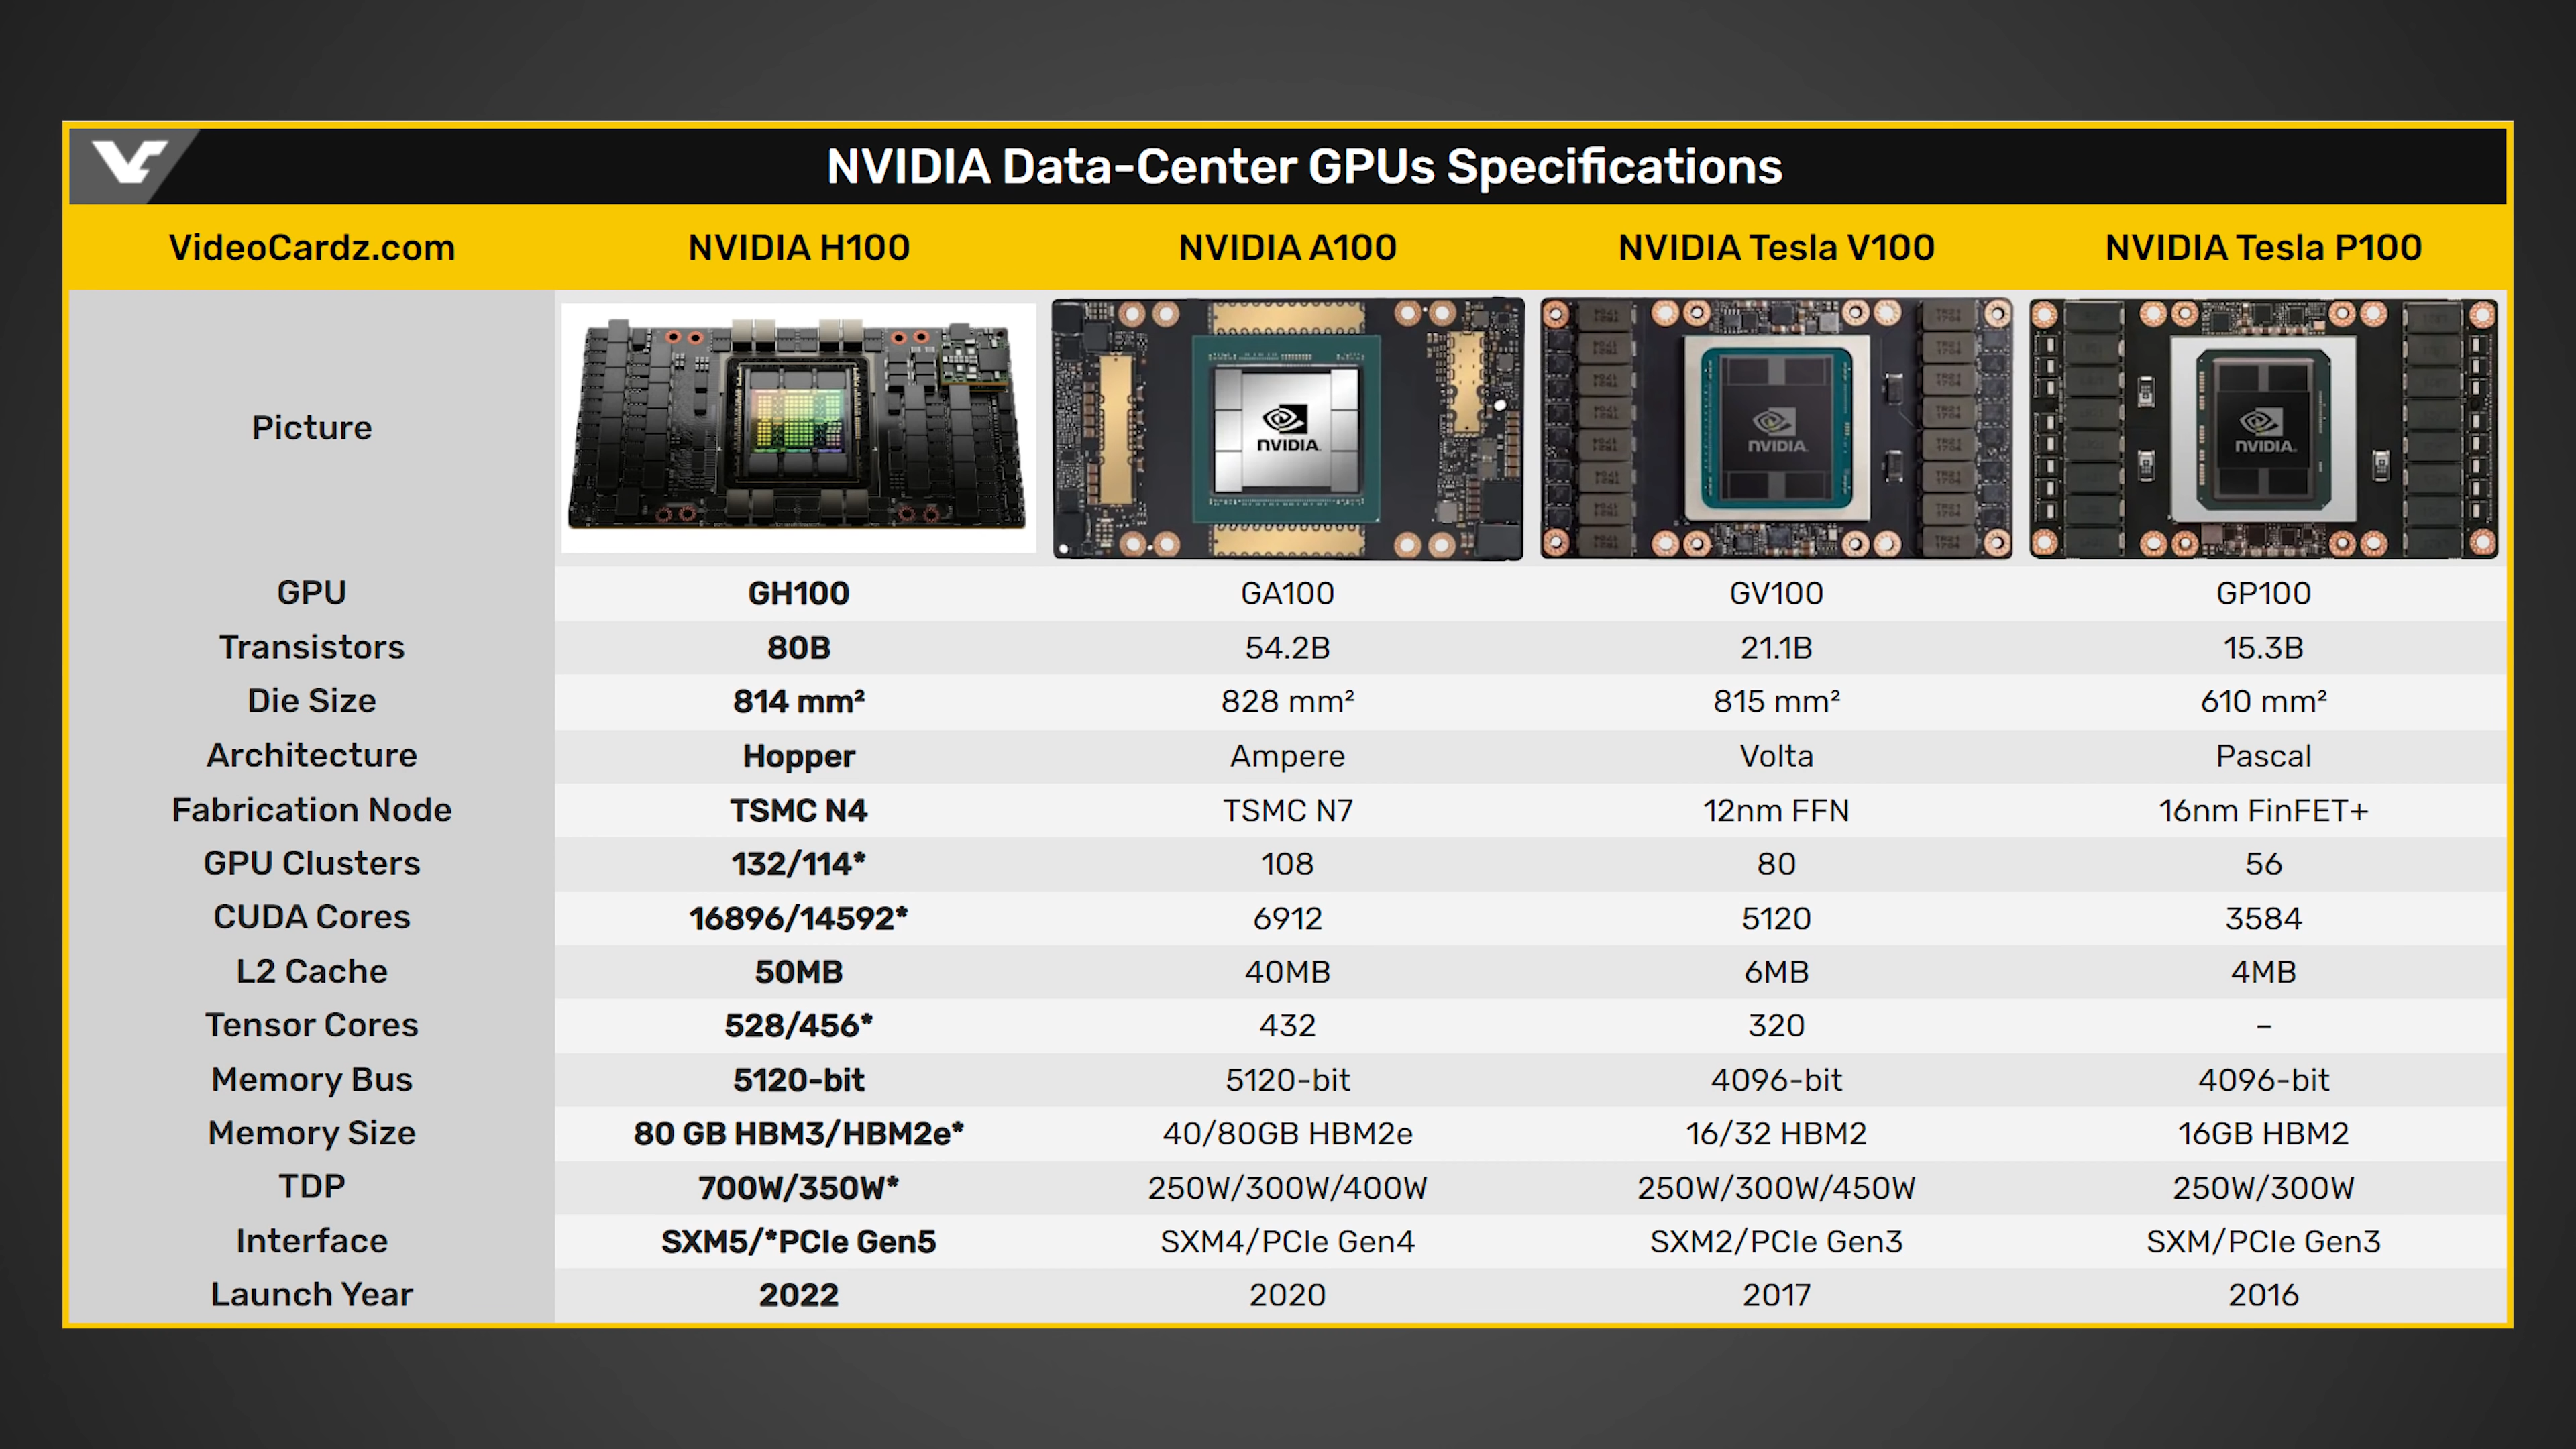 NVIDIA Data-Center GPUs Specifications
VideoCardz.com NVIDIA H100 NVIDIA A100 NVIDIA Tesla V100 NVIDIA Tesla P100
Picture
NVIDIA NVIDIA NVIDIA
GPU GH100 GA100 GV100 GP100
Transistors 80B 54.2B 21.1B 15.3B
Die Size 814 mm² 828 mm² 815 mm² 610 mm²
Architecture Hopper Ampere Volta Pascal
Fabrication Node TSMC N4 TSMC N7 12nm FFN 16nm FinFET+
GPU Clusters 132/114* 108 80 56
CUDA Cores 16896/14592* 6912 5120 3584
L2 Cache 50MB 40MB 6MB 4MB
Tensor Cores 528/456* 432 320 –
Memory Bus 5120-bit 5120-bit 4096-bit 4096-bit
Memory Size 80 GB HBM3/HBM2e* 40/80GB HBM2e 16/32 HBM2 16GB HBM2
TDP 700W/350W* 250W/300W/400W 250W/300W/450W 250W/300W
Interface SXM5/*PCIe Gen5 SXM4/PCIe Gen4 SXM2/PCIe Gen3 SXM/PCIe Gen3
Launch Year 2022 2020 2017 2016